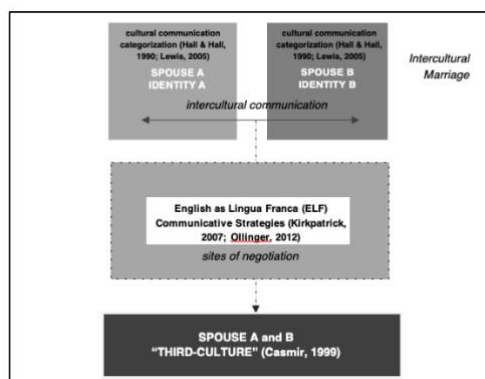 cultural communication
categorization (Hall & Hall,
1990; Lewis, 2005)
SPOUSE A
IDENTITY A
cultural communication
categorization (Hall & Hall,
1990; Lewis, 2005)
SPOUSE B
IDENTITY B
Intercultural
Marriage
intercultural communication
English as Lingua Franca (ELF)
Communicative Strategies (Kirkpatrick,
2007; Ollinger, 2012)
sites of negotiation
SPOUSE A and B
"THIRD-CULTURE" (Casmir, 1999)